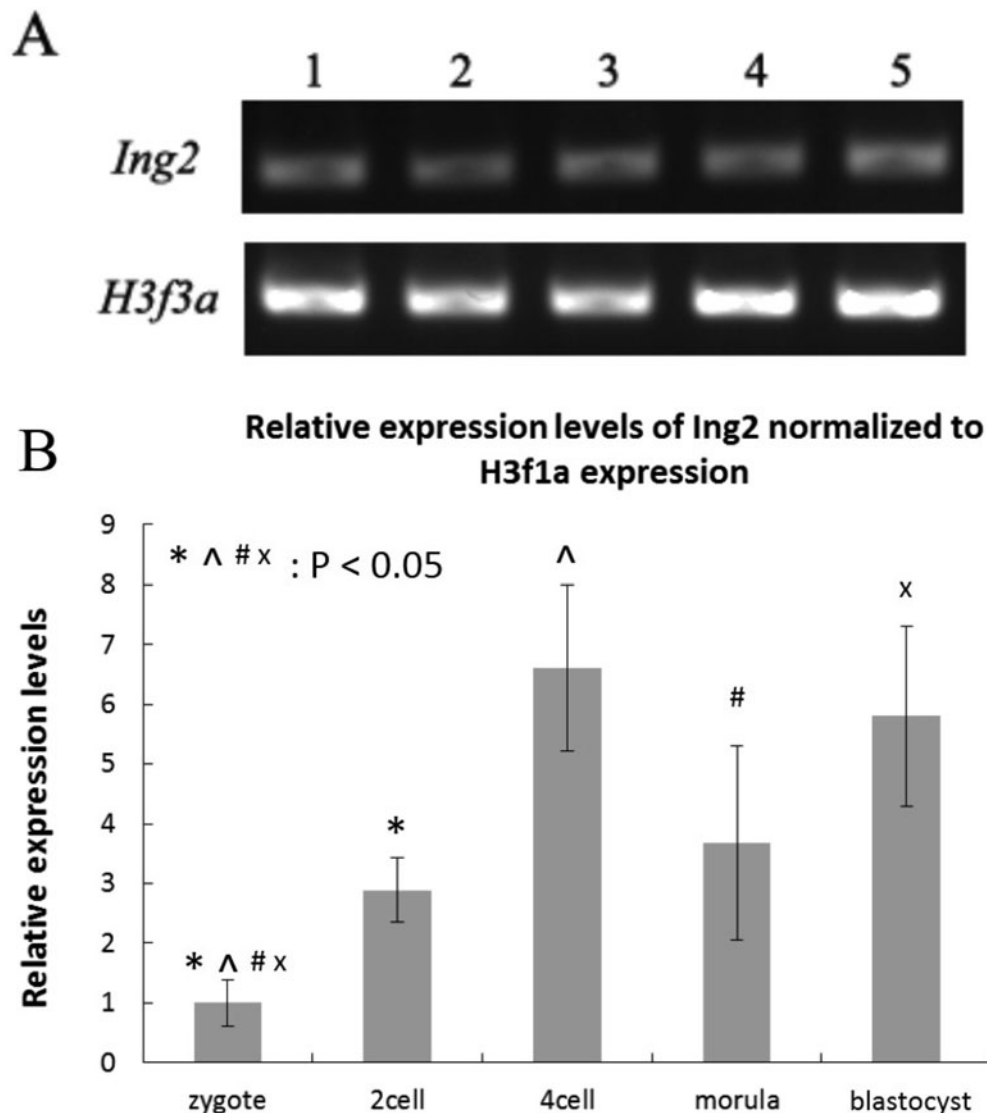 A
1 2 3 4 5
Ing2
H3f3a
B
Relative expression levels of Ing2 normalized to
H3f1a expression
Relative expression levels
9
* ^ # x : P < 0.05
8
7
6
5
4
3
2
1
0
* ^ # x
*
^
#
x
zygote 2cell 4cell morula blastocyst